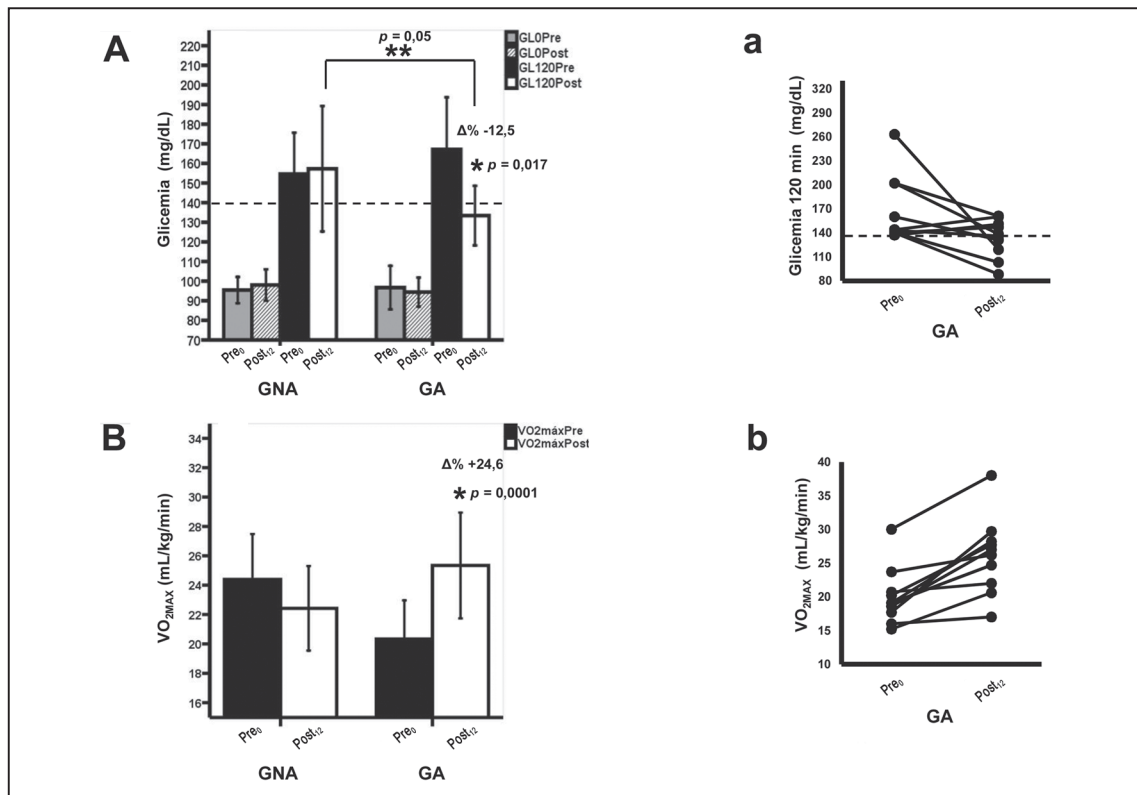 A
p = 0,05
**
GL0Pre
GL0Post
GL120Pre
GL120Post
Δ% -12,5
* p = 0,017
Glicemia (mg/dL)
220
210
200
190
180
170
160
150
140
130
120
110
100
90
80
70
Pre0
Post12
Pre0
Post12
Pre0
Post12
Pre0
Post12
GNA
GA
a
Glicemia 120 min (mg/dL)
320
290
260
230
200
170
140
110
80
Pre0
Post12
GA
B
VO2máxPre
VO2máxPost
Δ% +24,6
* p = 0,0001
VO2MAX (mL/kg/min)
34
32
30
28
26
24
22
20
18
16
Pre0
Post12
Pre0
Post12
GNA
GA
b
VO2MAX (mL/kg/min)
40
35
30
25
20
15
10
Pre0
Post12
GA